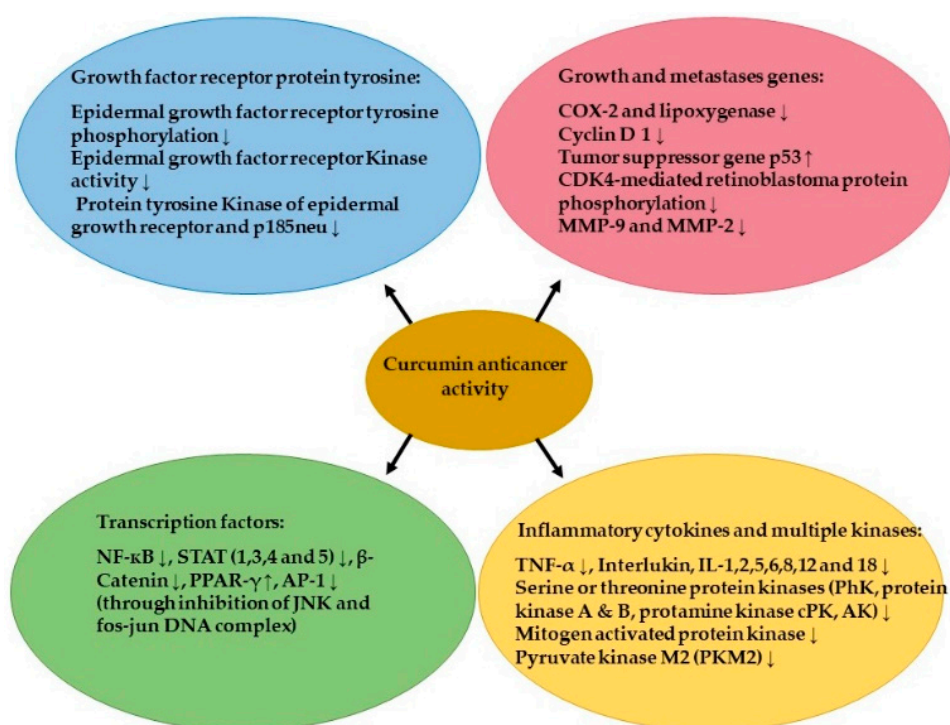 Growth factor receptor protein tyrosine:
Epidermal growth factor receptor tyrosine
phosphorylation ↓
Epidermal growth factor receptor Kinase
activity ↓
Protein tyrosine Kinase of epidermal
growth receptor and p185neu ↓
Growth and metastases genes:
COX-2 and lipoxygenase ↓
Cyclin D 1 ↓
Tumor suppressor gene p53 ↑
CDK4-mediated retinoblastoma protein
phosphorylation ↓
MMP-9 and MMP-2 ↓
Curcumin anticancer
activity
Transcription factors:
NF-κB ↓, STAT (1,3,4 and 5) ↓, β-
Catenin ↓, PPAR-γ ↑, AP-1 ↓
(through inhibition of JNK and
fos-jun DNA complex)
Inflammatory cytokines and multiple kinases:
TNF-α ↓, Interlukin, IL-1,2,5,6,8,12 and 18 ↓
Serine or threonine protein kinases (PhK, protein
kinase A & B, protamine kinase cPK, AK) ↓
Mitogen activated protein kinase ↓
Pyruvate kinase M2 (PKM2) ↓